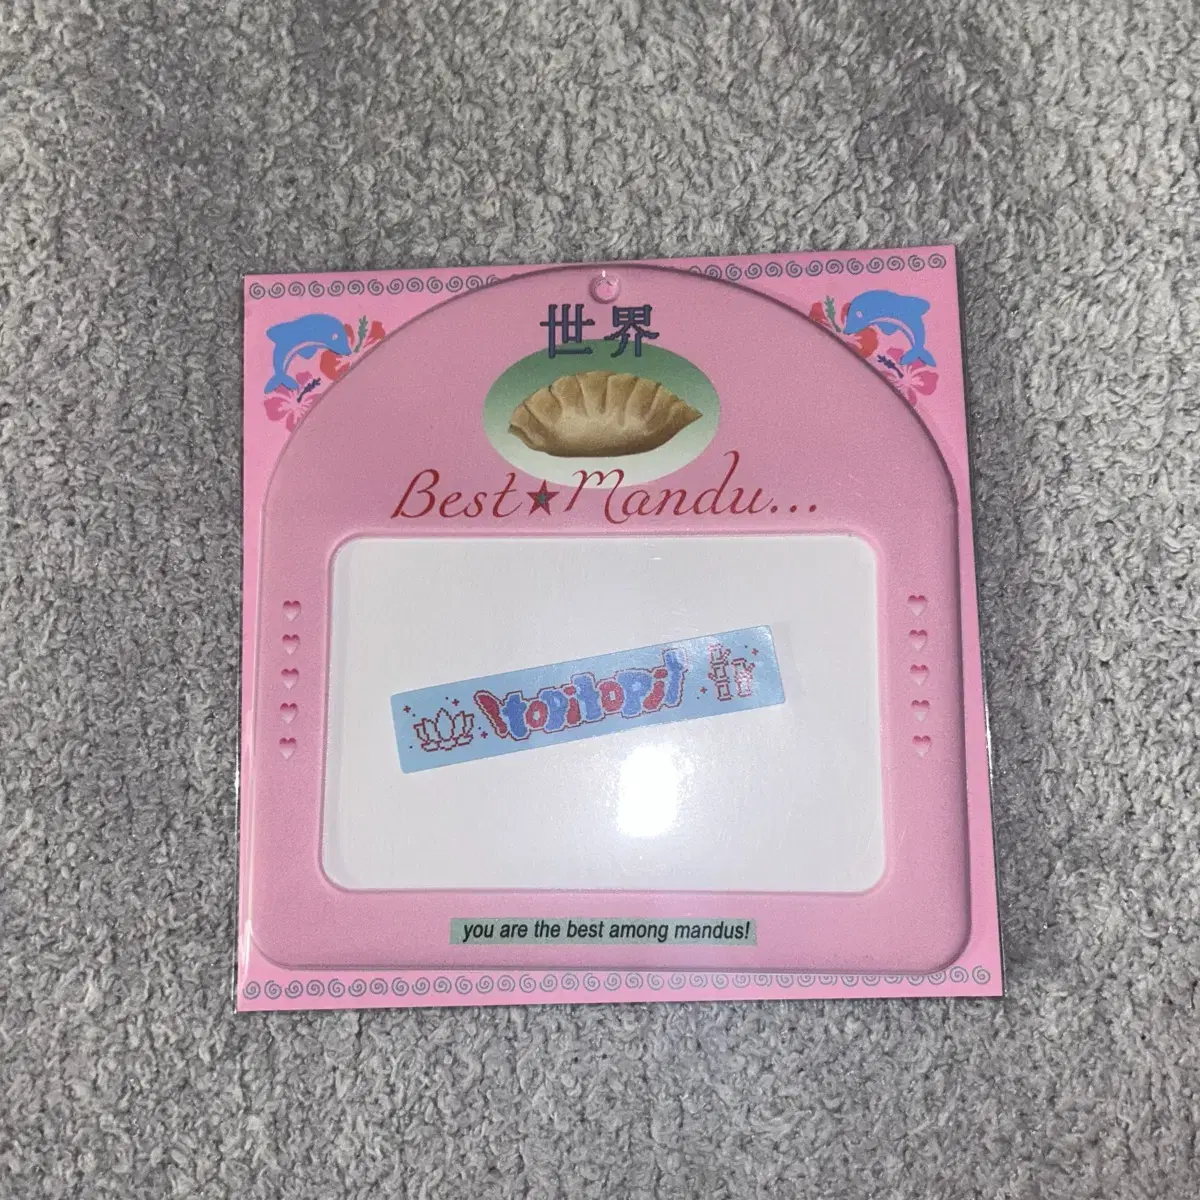 世界
Best★Mandu...
!topitopit
you are the best among mandus!